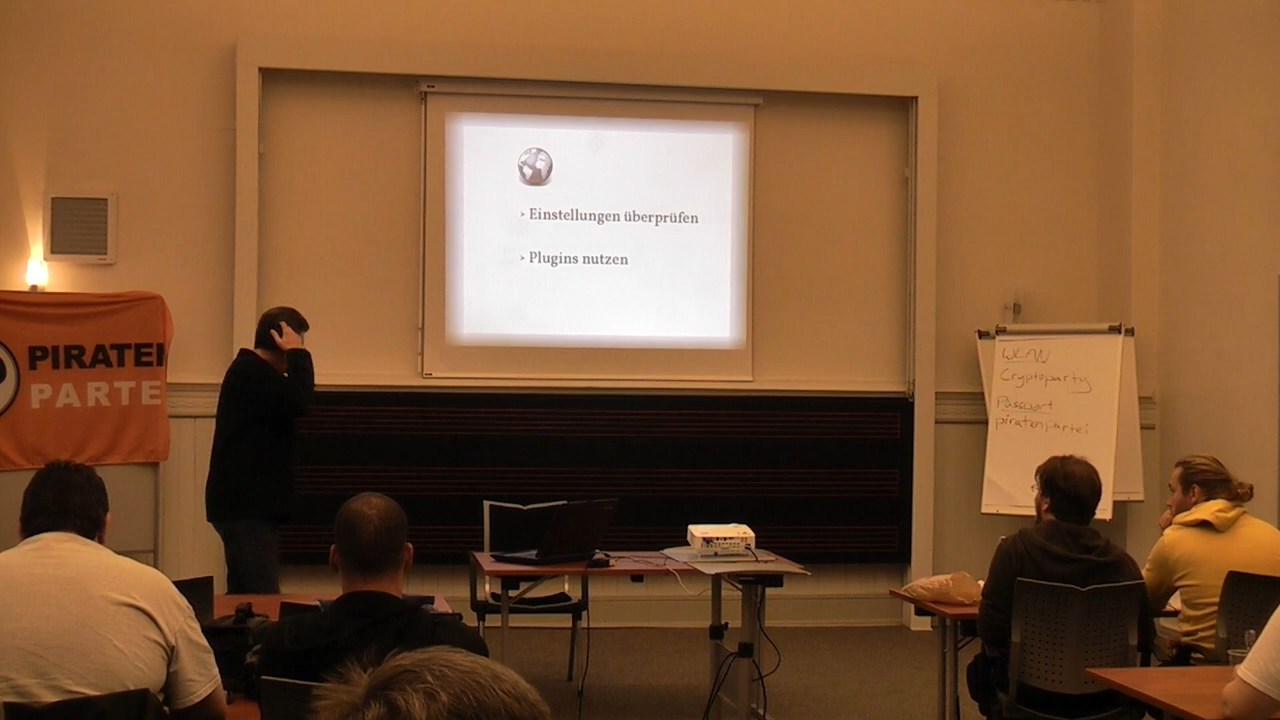 > Einstellungen überprüfen
> Plugins nutzen
PIRATEN
PARTE
WLAN
Cryptoparty
Passwort
piratenpartei